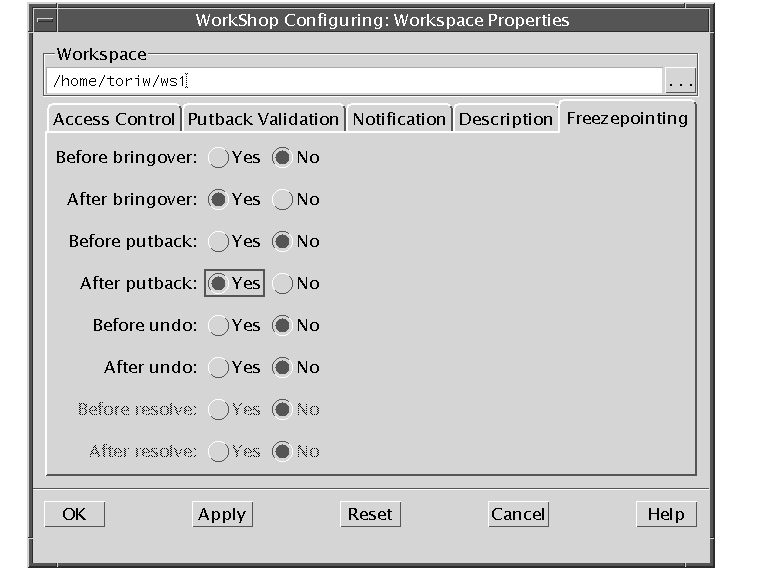 WorkShop Configuring: Workspace Properties
Workspace
/home/toriw/ws1
...
Access Control Putback Validation Notification Description Freezepointing
Before bringover: Yes No
After bringover: Yes No
Before putback: Yes No
After putback: Yes No
Before undo: Yes No
After undo: Yes No
Before resolve: Yes No
After resolve: Yes No
OK Apply Reset Cancel Help